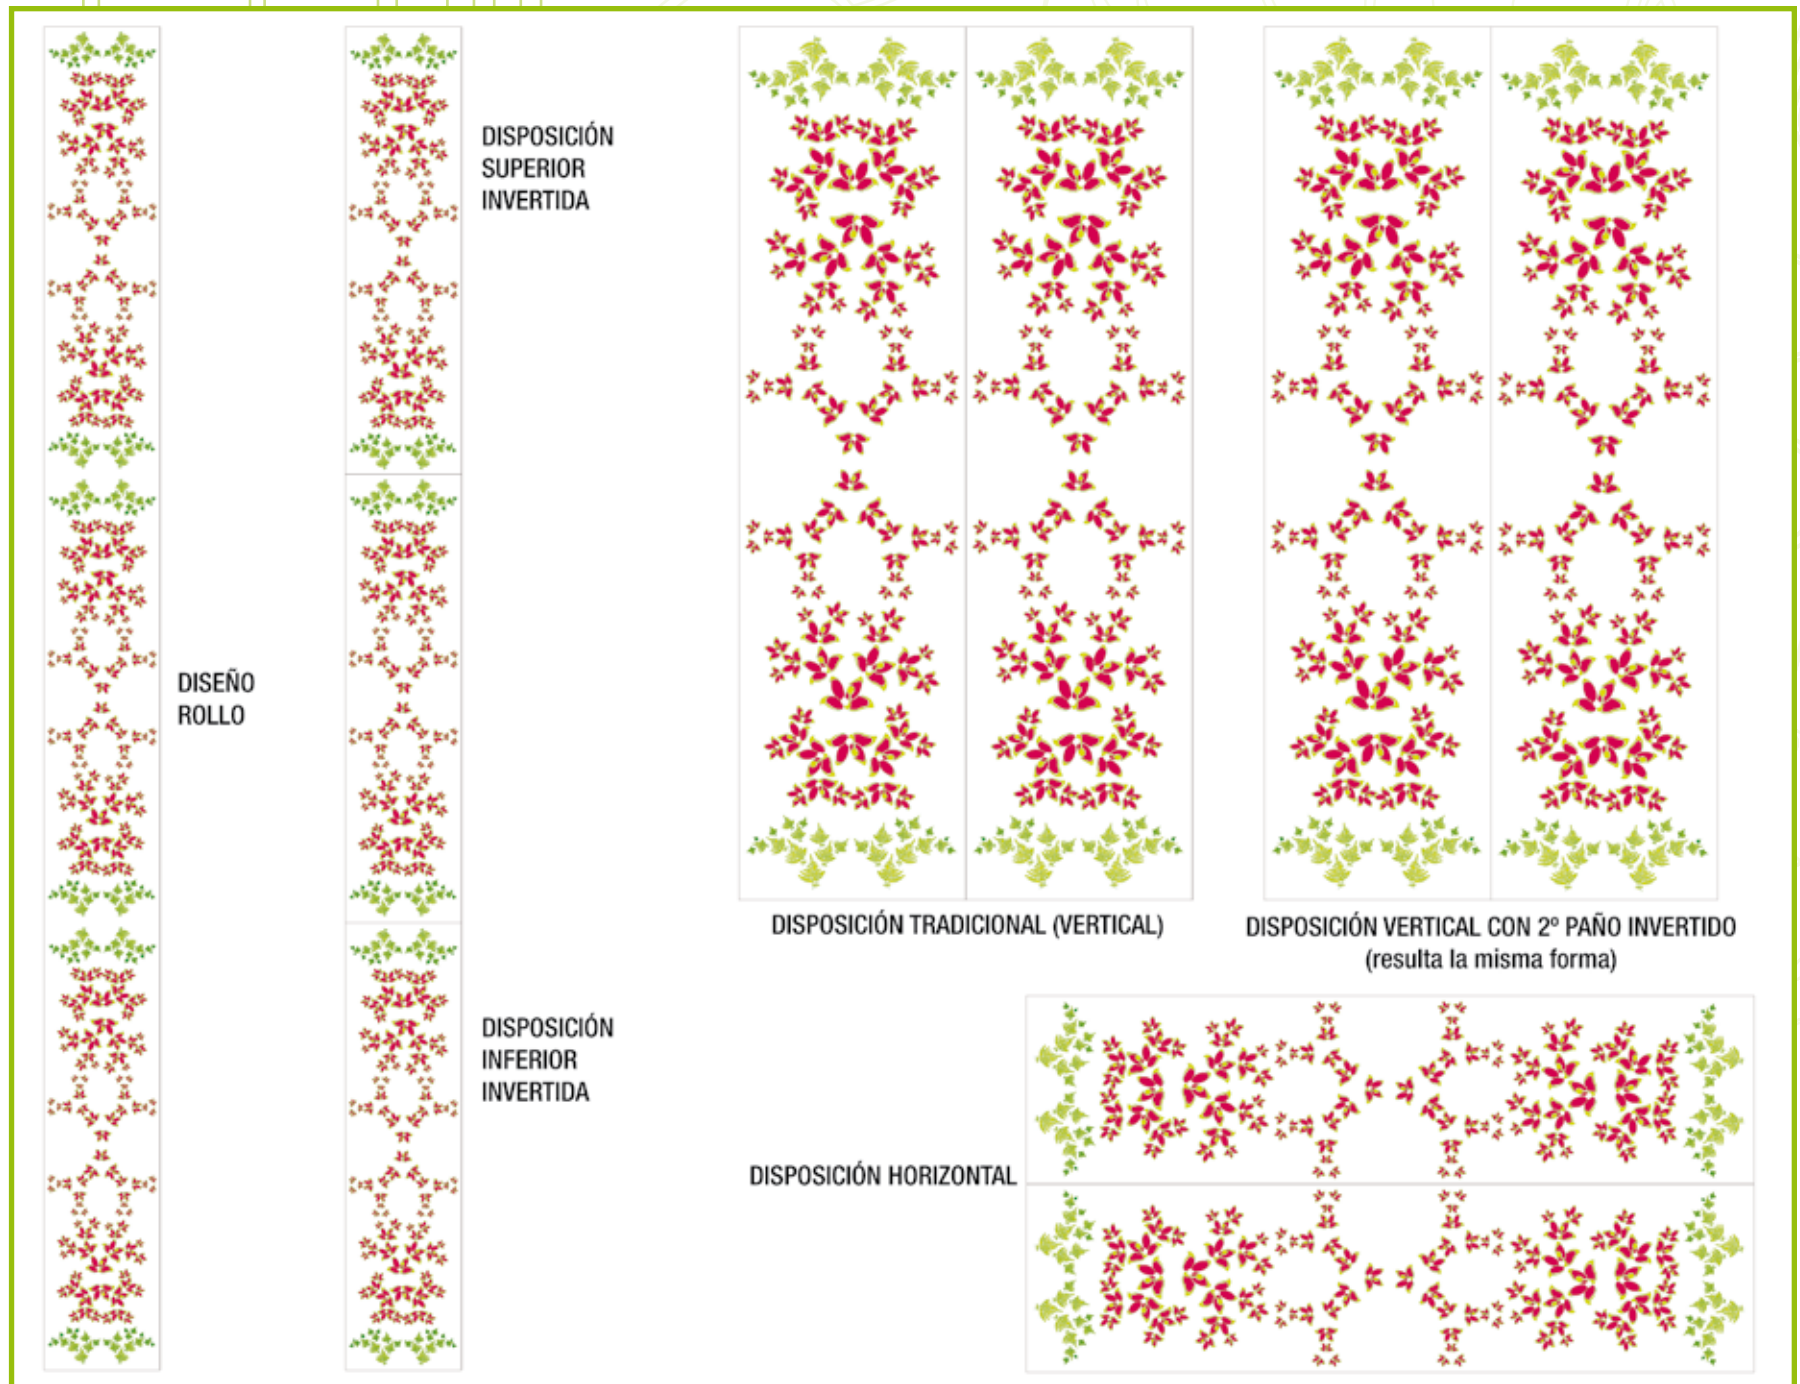 DISEÑO
ROLLO
DISPOSICIÓN
SUPERIOR
INVERTIDA
DISPOSICIÓN
INFERIOR
INVERTIDA
DISPOSICIÓN TRADICIONAL (VERTICAL)
DISPOSICIÓN VERTICAL CON 2º PAÑO INVERTIDO
(resulta la misma forma)
DISPOSICIÓN HORIZONTAL